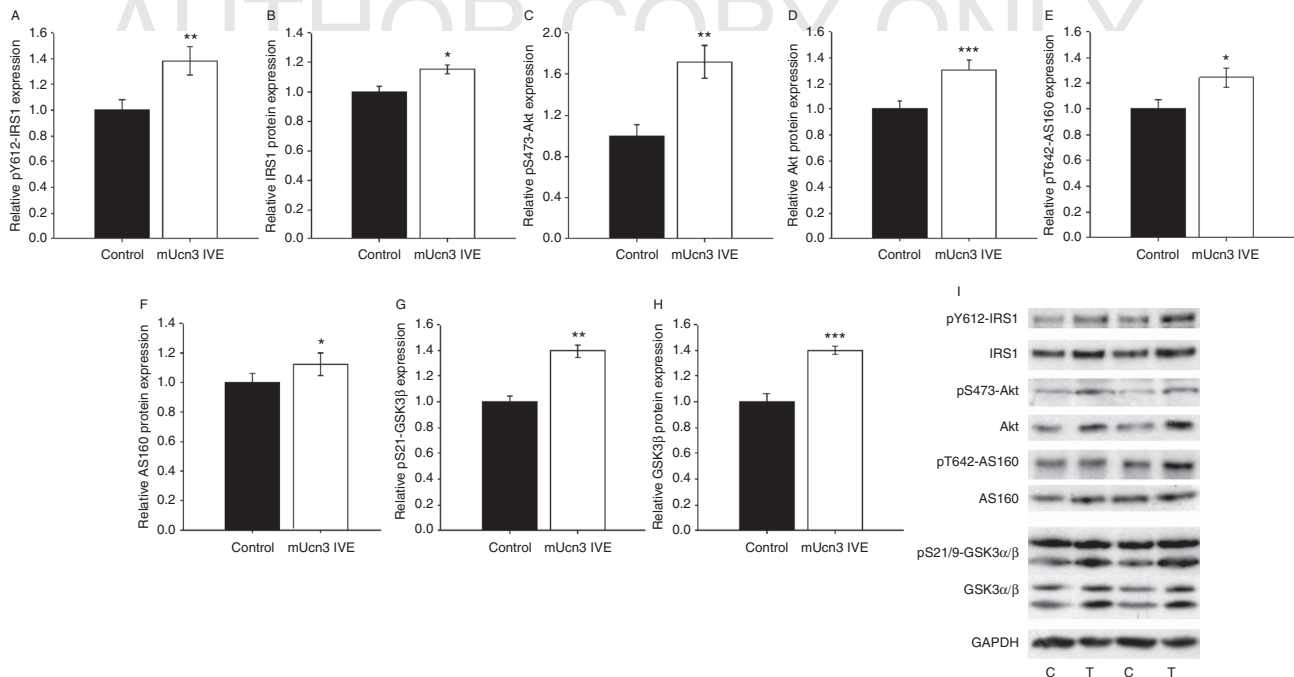 AUTHOR COPY ONLY
A
Relative pY612-IRS1 expression
1.6
1.4
1.2
1.0
0.8
0.6
0.4
0.2
0.0
**
Control mUcn3 IVE
B
Relative IRS1 protein expression
1.4
1.2
1.0
0.8
0.6
0.4
0.2
0.0
*
Control mUcn3 IVE
C
Relative pS473-Akt expression
2.0
1.6
1.2
0.8
0.4
0.0
**
Control mUcn3 IVE
D
Relative Akt protein expression
1.6
1.4
1.2
1.0
0.8
0.6
0.4
0.2
0.0
***
Control mUcn3 IVE
E
Relative pT642-AS160 expression
1.6
1.4
1.2
1.0
0.8
0.6
0.4
0.2
0.0
*
Control mUcn3 IVE
F
Relative AS160 protein expression
1.4
1.2
1.0
0.8
0.6
0.4
0.2
0.0
*
Control mUcn3 IVE
G
Relative pS21-GSK3β expression
1.6
1.4
1.2
1.0
0.8
0.6
0.4
0.2
0.0
**
Control mUcn3 IVE
H
Relative GSK3β protein expression
1.6
1.4
1.2
1.0
0.8
0.6
0.4
0.2
0.0
***
Control mUcn3 IVE
I
pY612-IRS1
IRS1
pS473-Akt
Akt
pT642-AS160
AS160
pS21/9-GSK3α/β
GSK3α/β
GAPDH
C T C T